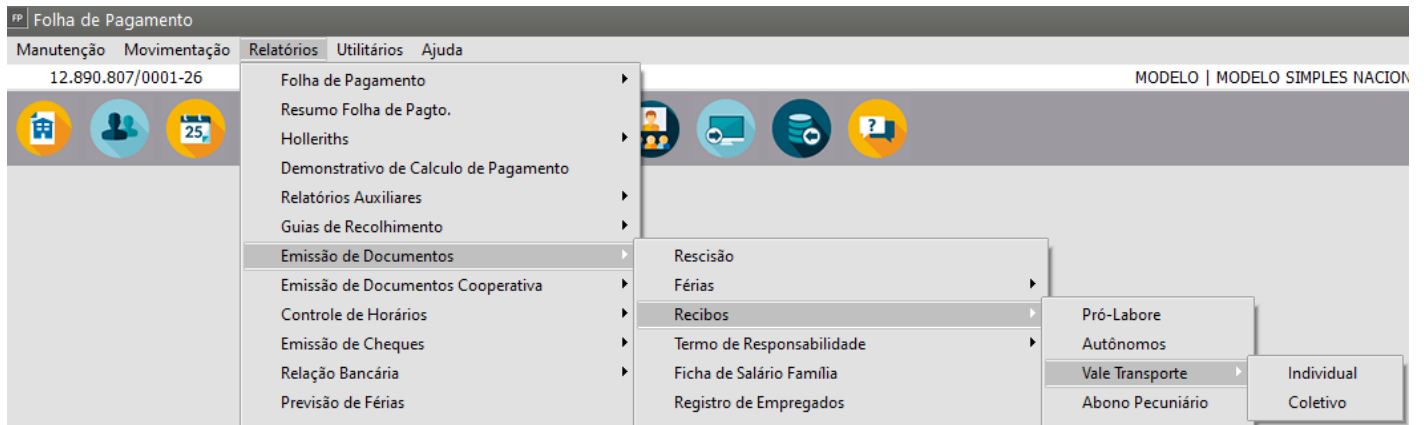 FP Folha de Pagamento
Manutenção Movimentação Relatórios Utilitários Ajuda
12.890.807/0001-26 MODELO | MODELO SIMPLES NACION
25
?
Folha de Pagamento
Resumo Folha de Pagto.
Holleriths
Demonstrativo de Calculo de Pagamento
Relatórios Auxiliares
Guias de Recolhimento
Emissão de Documentos
Emissão de Documentos Cooperativa
Controle de Horários
Emissão de Cheques
Relação Bancária
Previsão de Férias
Rescisão
Férias
Recibos
Termo de Responsabilidade
Ficha de Salário Família
Registro de Empregados
Pró-Labore
Autônomos
Vale Transporte
Abono Pecuniário
Individual
Coletivo